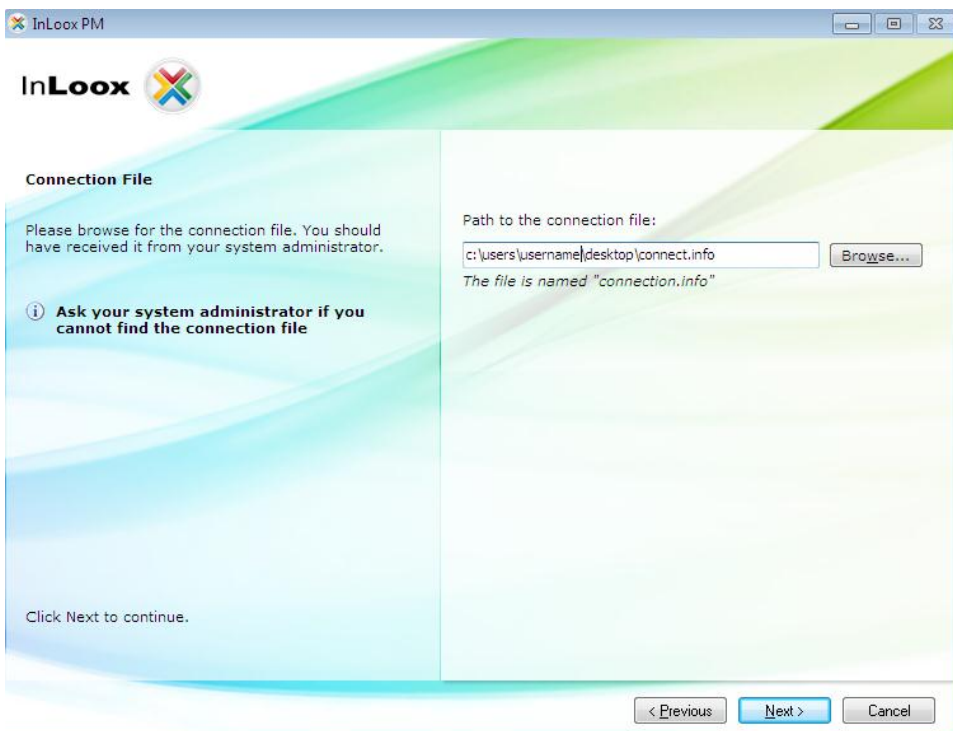 InLoox PM
InLoox
Connection File
Please browse for the connection file. You should
have received it from your system administrator.
Ask your system administrator if you
cannot find the connection file
Click Next to continue.
Path to the connection file:
c:\users\username\desktop\connect.info
Browse...
The file is named "connection.info"
< Previous
Next >
Cancel